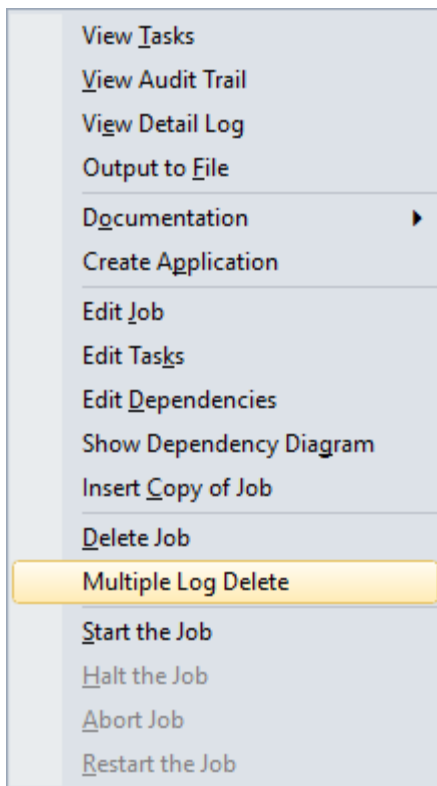 View Tasks
View Audit Trail
View Detail Log
Output to File
Documentation
Create Application
Edit Job
Edit Tasks
Edit Dependencies
Show Dependency Diagram
Insert Copy of Job
Delete Job
Multiple Log Delete
Start the Job
Halt the Job
Abort Job
Restart the Job